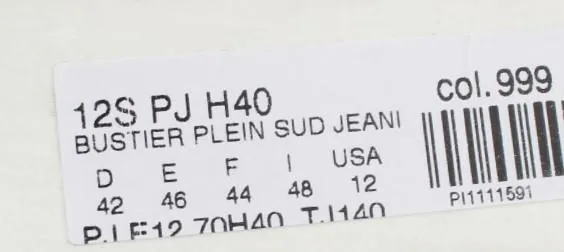 12S PJ H40
col.999
BUSTIER PLEIN SUD JEANI
D E F I USA
42 46 44 48 12
PI1111591